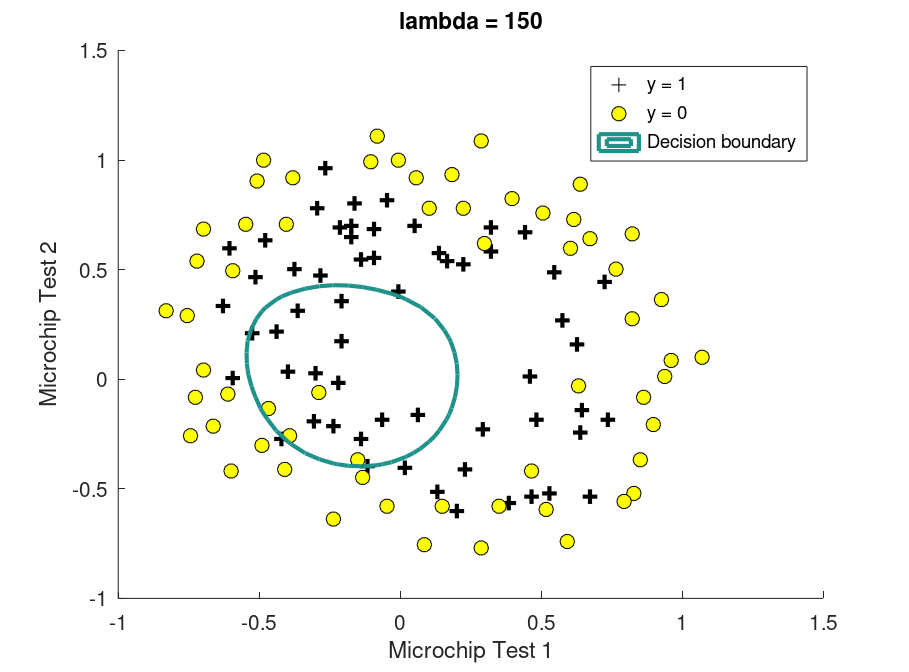 lambda = 150
1.5
y = 1
y = 0
Decision boundary
1
0.5
0
-0.5
-1
Microchip Test 2
-1
-0.5
0
0.5
1
1.5
Microchip Test 1